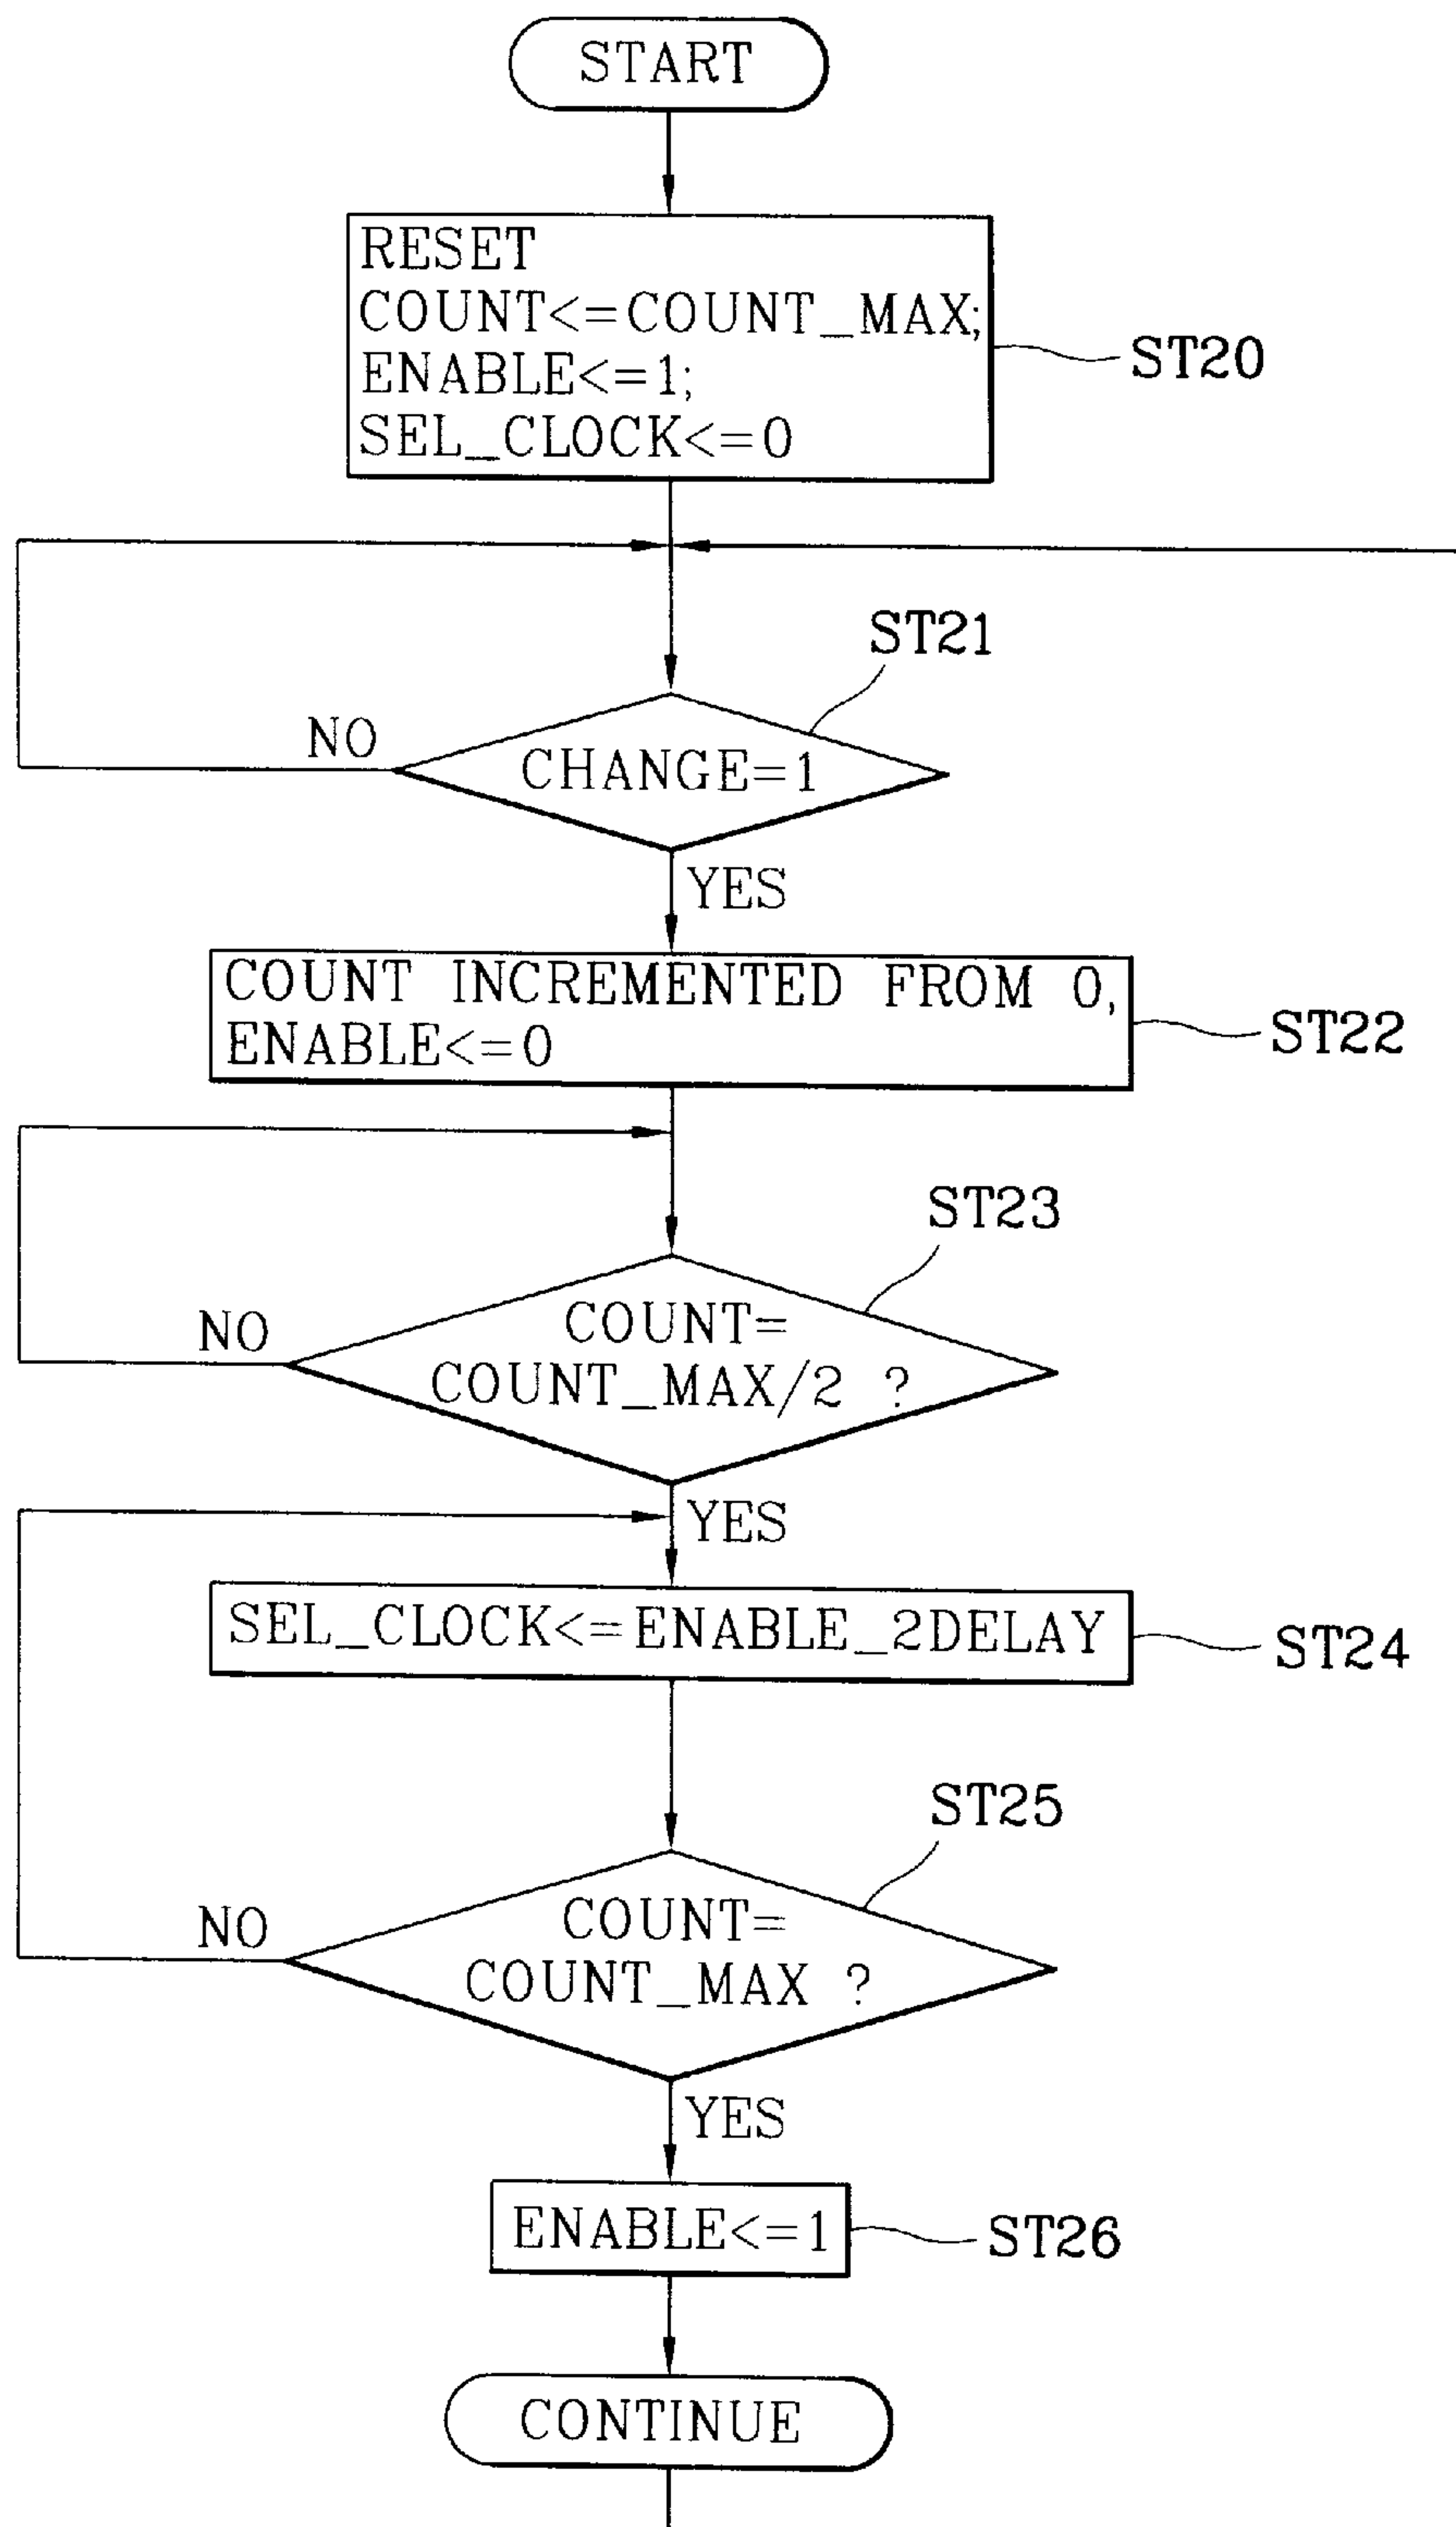 START
RESET
COUNT<=COUNT_MAX;
ENABLE<=1;
SEL_CLOCK<=0
ST20
ST21
NO
CHANGE=1
YES
COUNT INCREMENTED FROM 0,
ENABLE<=0
ST22
ST23
NO
COUNT=
COUNT_MAX/2 ?
YES
SEL_CLOCK<=ENABLE_2DELAY
ST24
ST25
NO
COUNT=
COUNT_MAX ?
YES
ENABLE<=1
ST26
CONTINUE